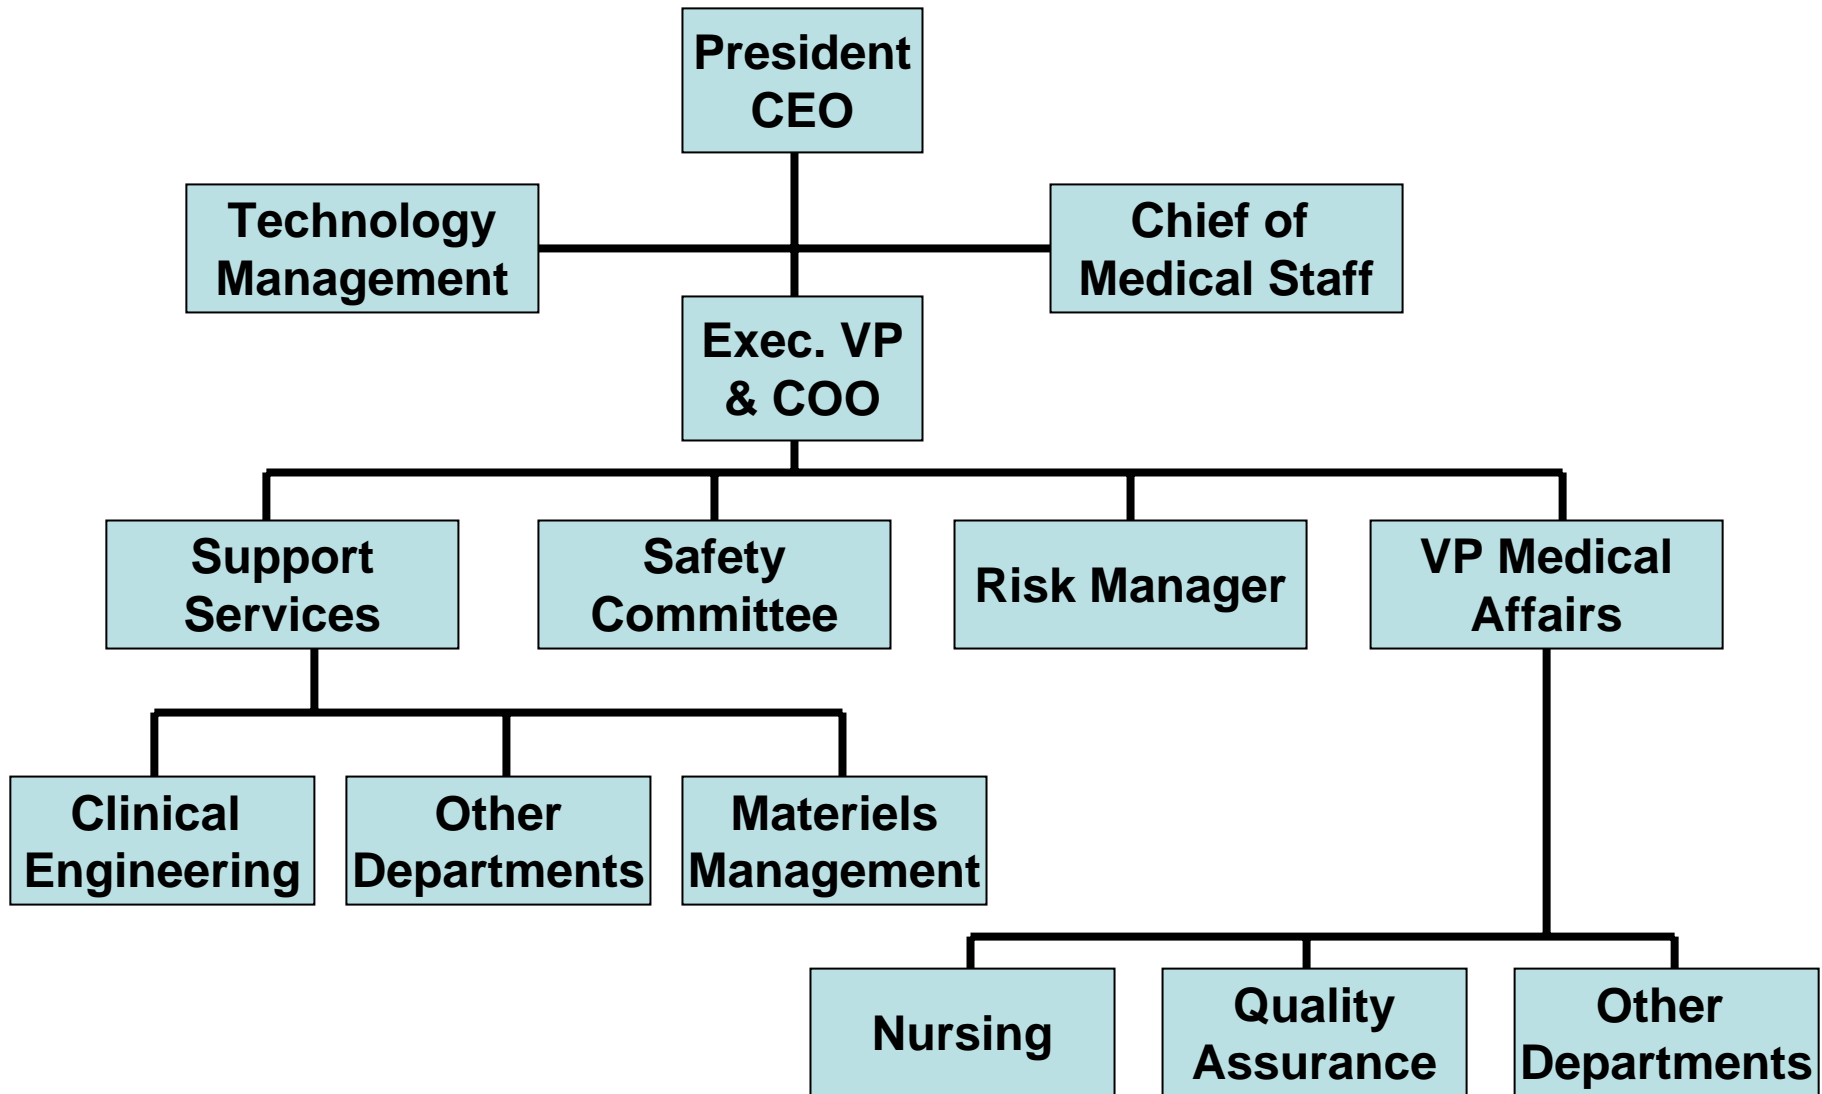 President
CEO
Technology
Management
Chief of
Medical Staff
Exec. VP
& COO
Support
Services
Safety
Committee
Risk Manager
VP Medical
Affairs
Clinical
Engineering
Other
Departments
Materiels
Management
Nursing
Quality
Assurance
Other
Departments